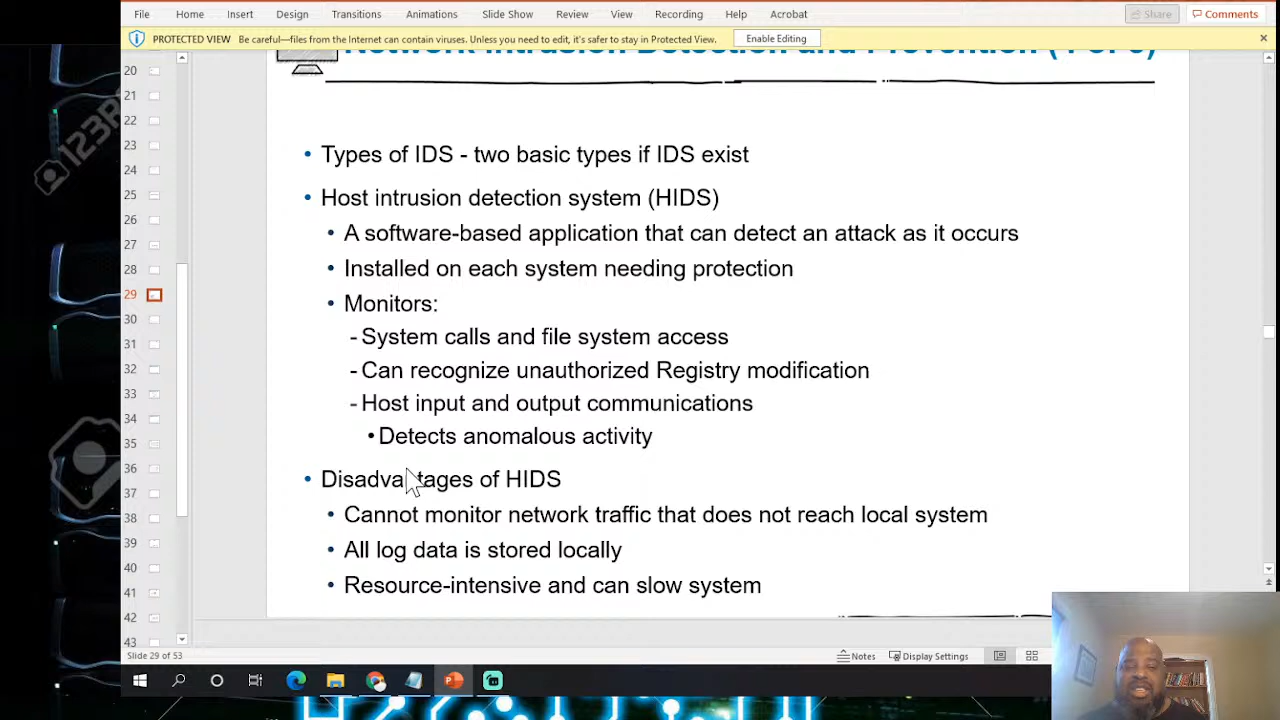 File Home Insert Design Transitions Animations Slide Show Review View Recording Help Acrobat Share Comments
PROTECTED VIEW Be careful—files from the Internet can contain viruses. Unless you need to edit, it's safer to stay in Protected View. Enable Editing
20
21
22
23
24
25
26
27
28
29
30
31
32
33
34
35
36
37
38
39
40
41
42
43
• Types of IDS - two basic types if IDS exist
• Host intrusion detection system (HIDS)
• A software-based application that can detect an attack as it occurs
• Installed on each system needing protection
• Monitors:
- System calls and file system access
- Can recognize unauthorized Registry modification
- Host input and output communications
• Detects anomalous activity
• Disadvantages of HIDS
• Cannot monitor network traffic that does not reach local system
• All log data is stored locally
• Resource-intensive and can slow system
Slide 29 of 53 Notes Display Settings